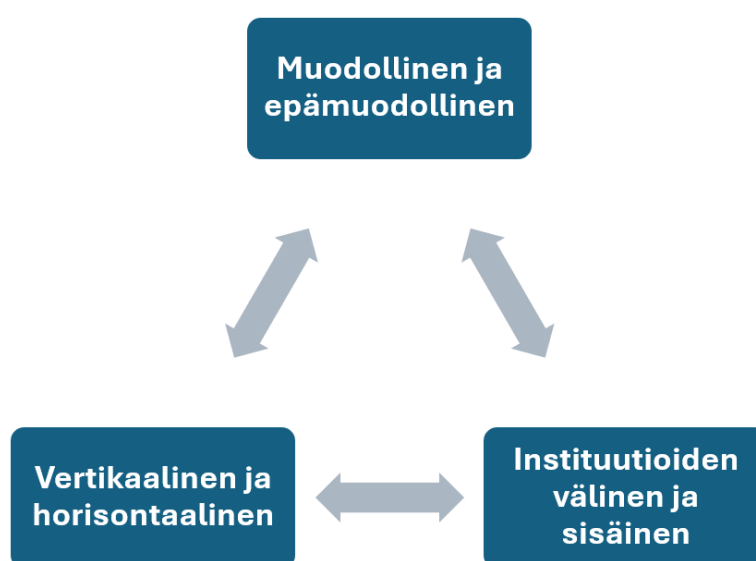 Muodollinen ja
epämuodollinen
Vertikaalinen ja
horisontaalinen
Instituutioiden
välinen ja
sisäinen